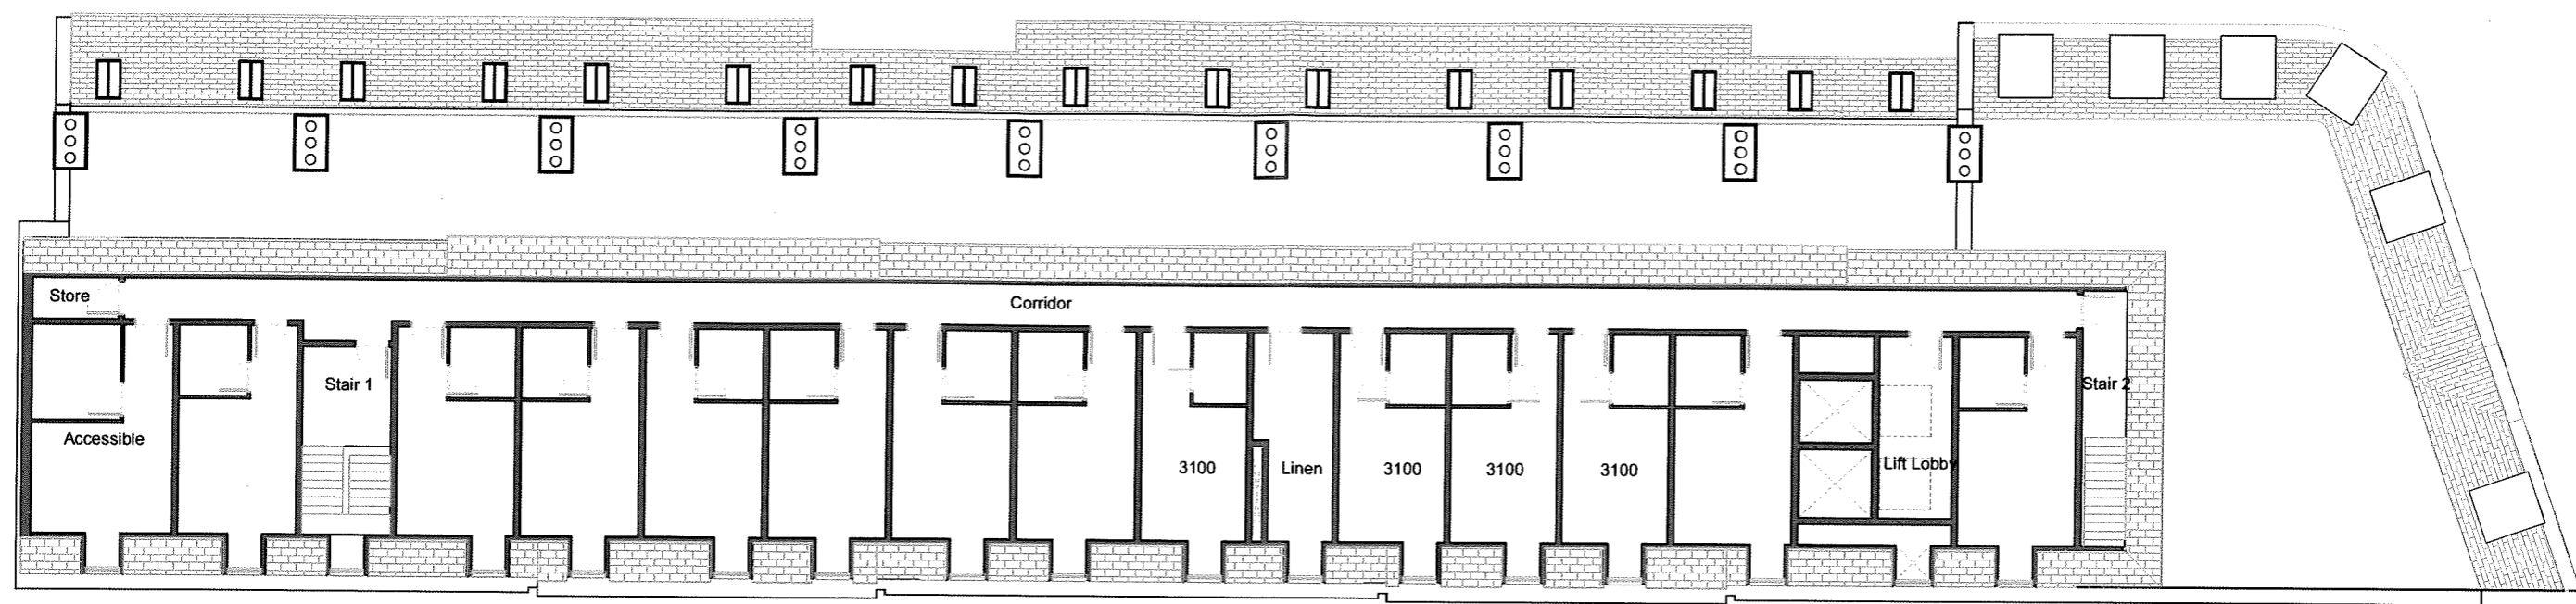 Store
Corridor
Stair 1
Stair 2
Accessible
3100
Linen
3100
3100
3100
Lift Lobby